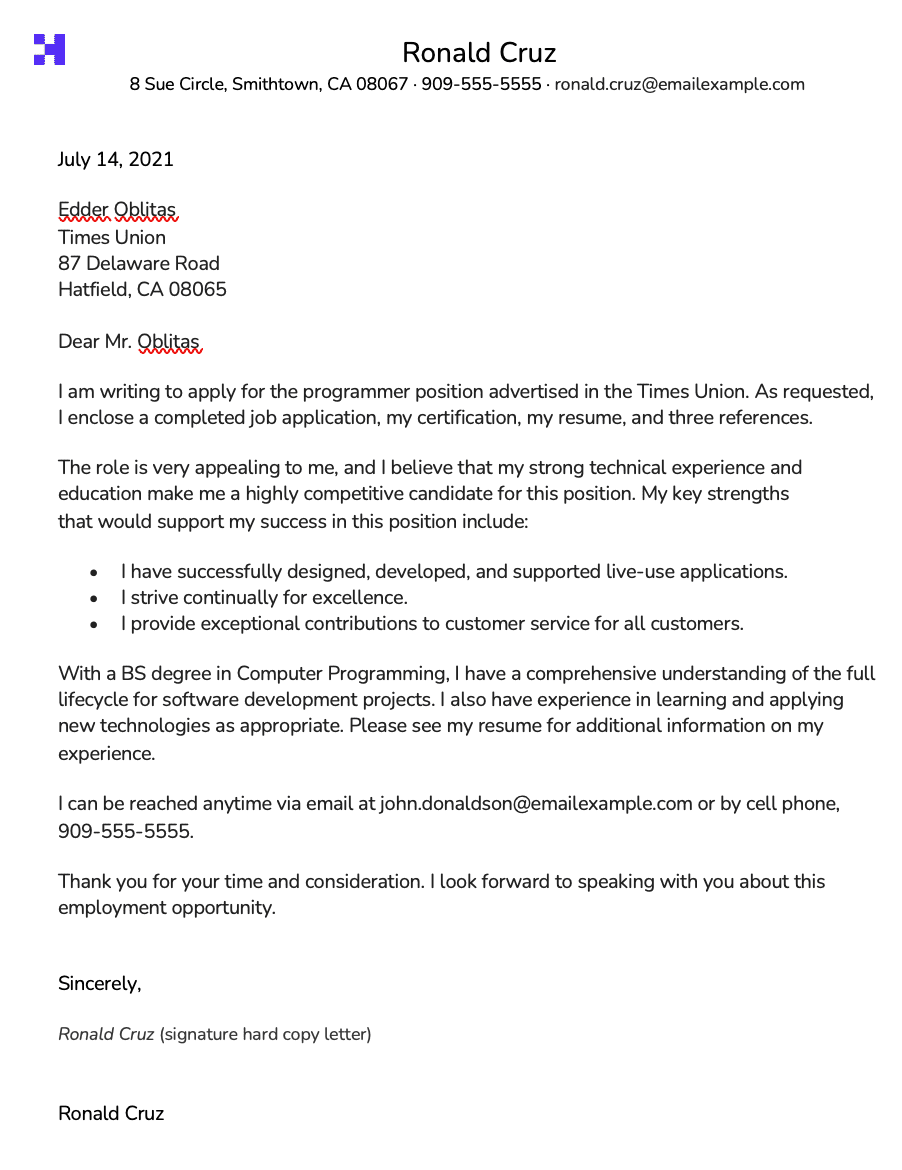 Ronald Cruz
8 Sue Circle, Smithtown, CA 08067 · 909-555-5555 · ronald.cruz@emailexample.com
July 14, 2021
Edder Oblitas
Times Union
87 Delaware Road
Hatfield, CA 08065
Dear Mr. Oblitas
I am writing to apply for the programmer position advertised in the Times Union. As requested,
I enclose a completed job application, my certification, my resume, and three references.
The role is very appealing to me, and I believe that my strong technical experience and
education make me a highly competitive candidate for this position. My key strengths
that would support my success in this position include:
• I have successfully designed, developed, and supported live-use applications.
• I strive continually for excellence.
• I provide exceptional contributions to customer service for all customers.
With a BS degree in Computer Programming, I have a comprehensive understanding of the full
lifecycle for software development projects. I also have experience in learning and applying
new technologies as appropriate. Please see my resume for additional information on my
experience.
I can be reached anytime via email at john.donaldson@emailexample.com or by cell phone,
909-555-5555.
Thank you for your time and consideration. I look forward to speaking with you about this
employment opportunity.
Sincerely,
Ronald Cruz (signature hard copy letter)
Ronald Cruz